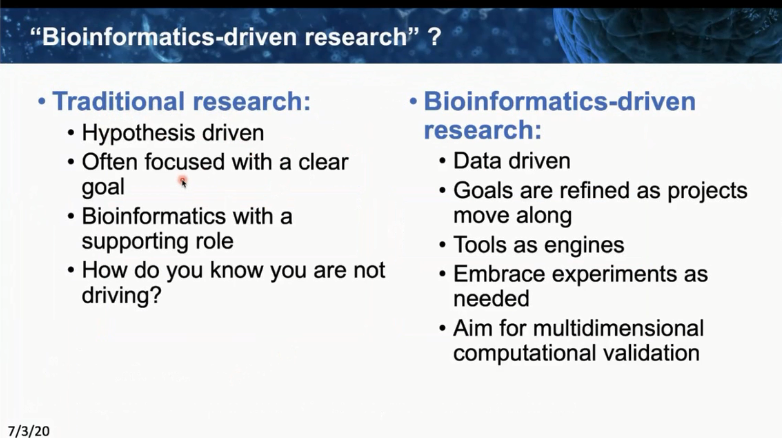 “Bioinformatics-driven research” ?
• Traditional research:
• Hypothesis driven
• Often focused with a clear
goal
• Bioinformatics with a
supporting role
• How do you know you are not
driving?
• Bioinformatics-driven
research:
• Data driven
• Goals are refined as projects
move along
• Tools as engines
• Embrace experiments as
needed
• Aim for multidimensional
computational validation
7/3/20